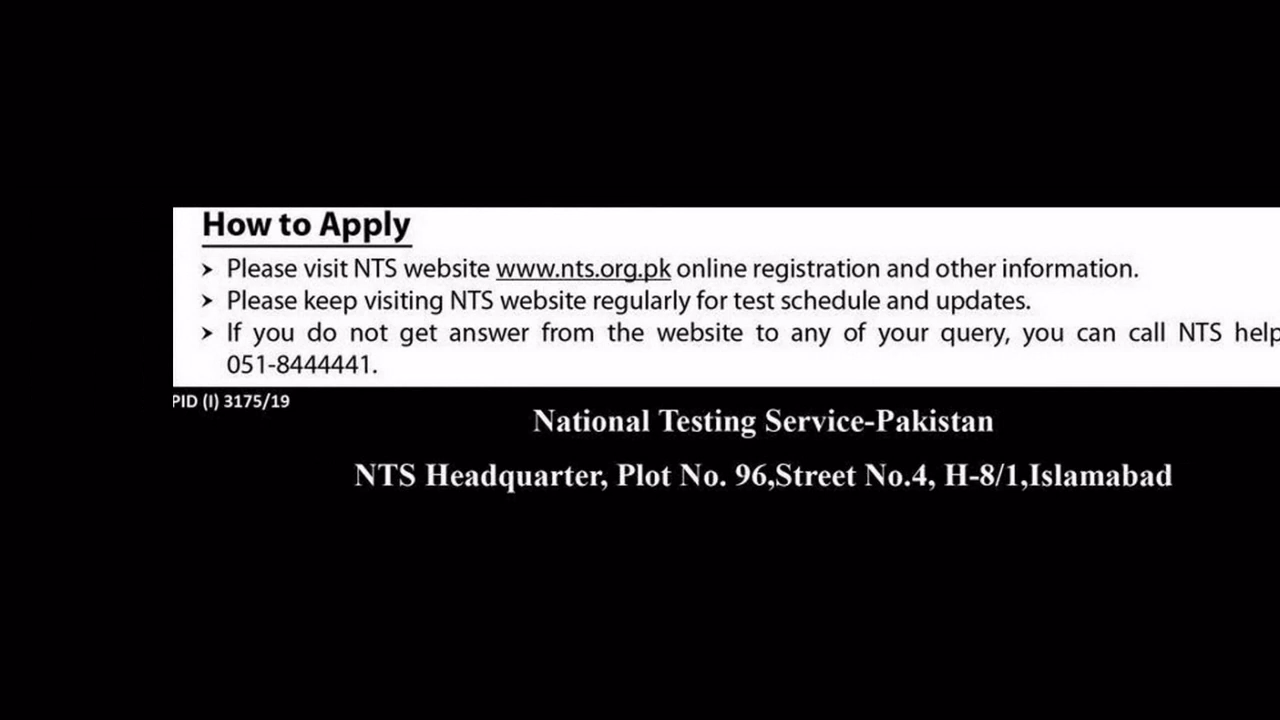 How to Apply
➤ Please visit NTS website www.nts.org.pk online registration and other information.
➤ Please keep visiting NTS website regularly for test schedule and updates.
➤ If you do not get answer from the website to any of your query, you can call NTS help
051-8444441.
PID (I) 3175/19
National Testing Service-Pakistan
NTS Headquarter, Plot No. 96,Street No.4, H-8/1,Islamabad